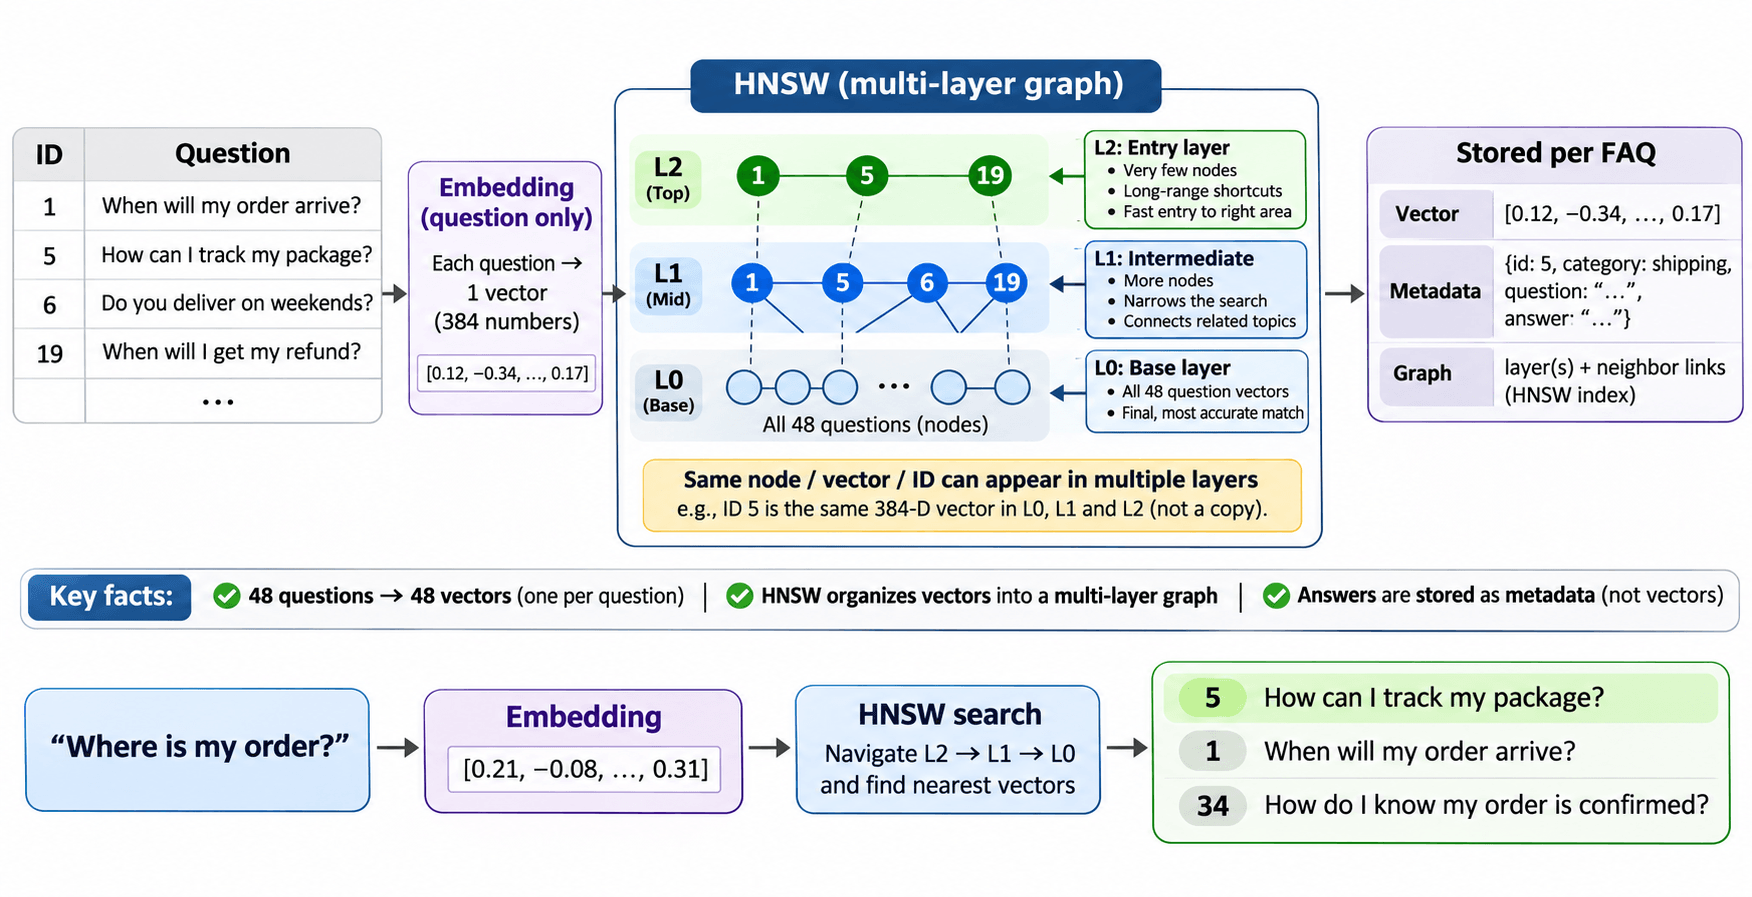 HNSW (multi-layer graph)
ID Question
1 When will my order arrive?
5 How can I track my package?
6 Do you deliver on weekends?
19 When will I get my refund?
...
Embedding
(question only)
Each question →
1 vector
(384 numbers)
[0.12, −0.34, ..., 0.17]
L2
(Top)
1 5 19
L2: Entry layer
• Very few nodes
• Long-range shortcuts
• Fast entry to right area
L1
(Mid)
1 5 6 19
L1: Intermediate
• More nodes
• Narrows the search
• Connects related topics
L0
(Base)
...
All 48 questions (nodes)
L0: Base layer
• All 48 question vectors
• Final, most accurate match
Same node / vector / ID can appear in multiple layers
e.g., ID 5 is the same 384-D vector in L0, L1 and L2 (not a copy).
Stored per FAQ
Vector [0.12, −0.34, ..., 0.17]
Metadata {id: 5, category: shipping,
question: “...”,
answer: “...”}
Graph layer(s) + neighbor links
(HNSW index)
Key facts: 48 questions → 48 vectors (one per question) | HNSW organizes vectors into a multi-layer graph | Answers are stored as metadata (not vectors)
“Where is my order?”
Embedding
[0.21, −0.08, ..., 0.31]
HNSW search
Navigate L2 → L1 → L0
and find nearest vectors
5 How can I track my package?
1 When will my order arrive?
34 How do I know my order is confirmed?